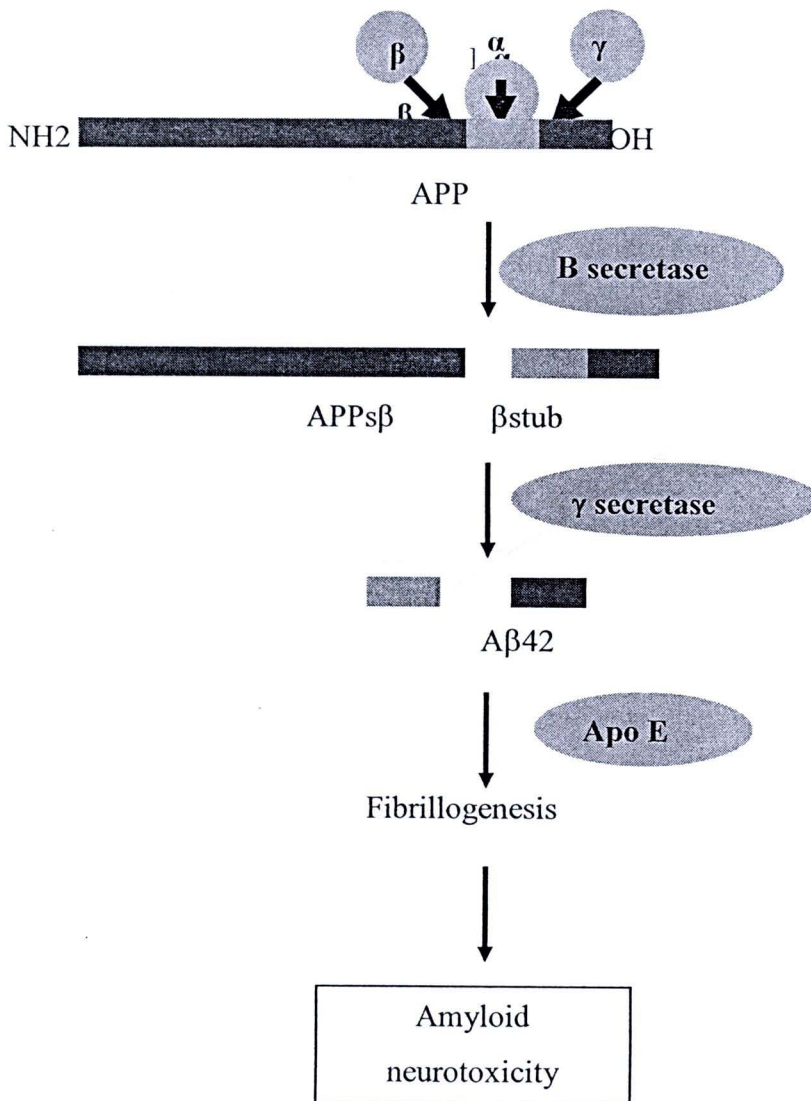 β
α
γ
NH2
β
OH
APP
B secretase
APPsβ
βstub
γ secretase
Aβ42
Apo E
Fibrillogenesis
Amyloid
neurotoxicity